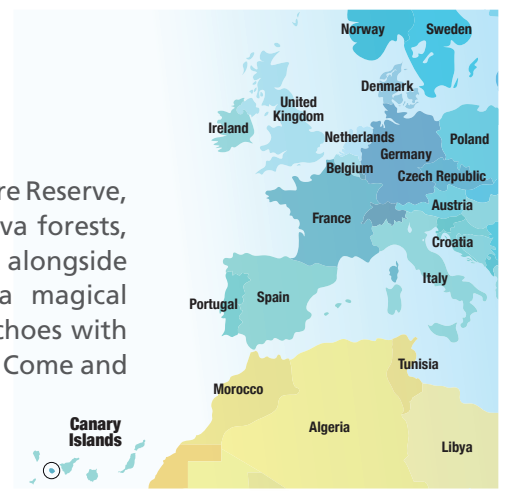 Norway
Sweden
Denmark
United
Kingdom
Ireland
Netherlands
Poland
Germany
Belgium
Czech Republic
Austria
France
Croatia
Italy
Portugal
Spain
Tunisia
Morocco
Algeria
Libya
Canary
Islands
re Reserve,
va forests,
alongside
a magical
choes with
Come and